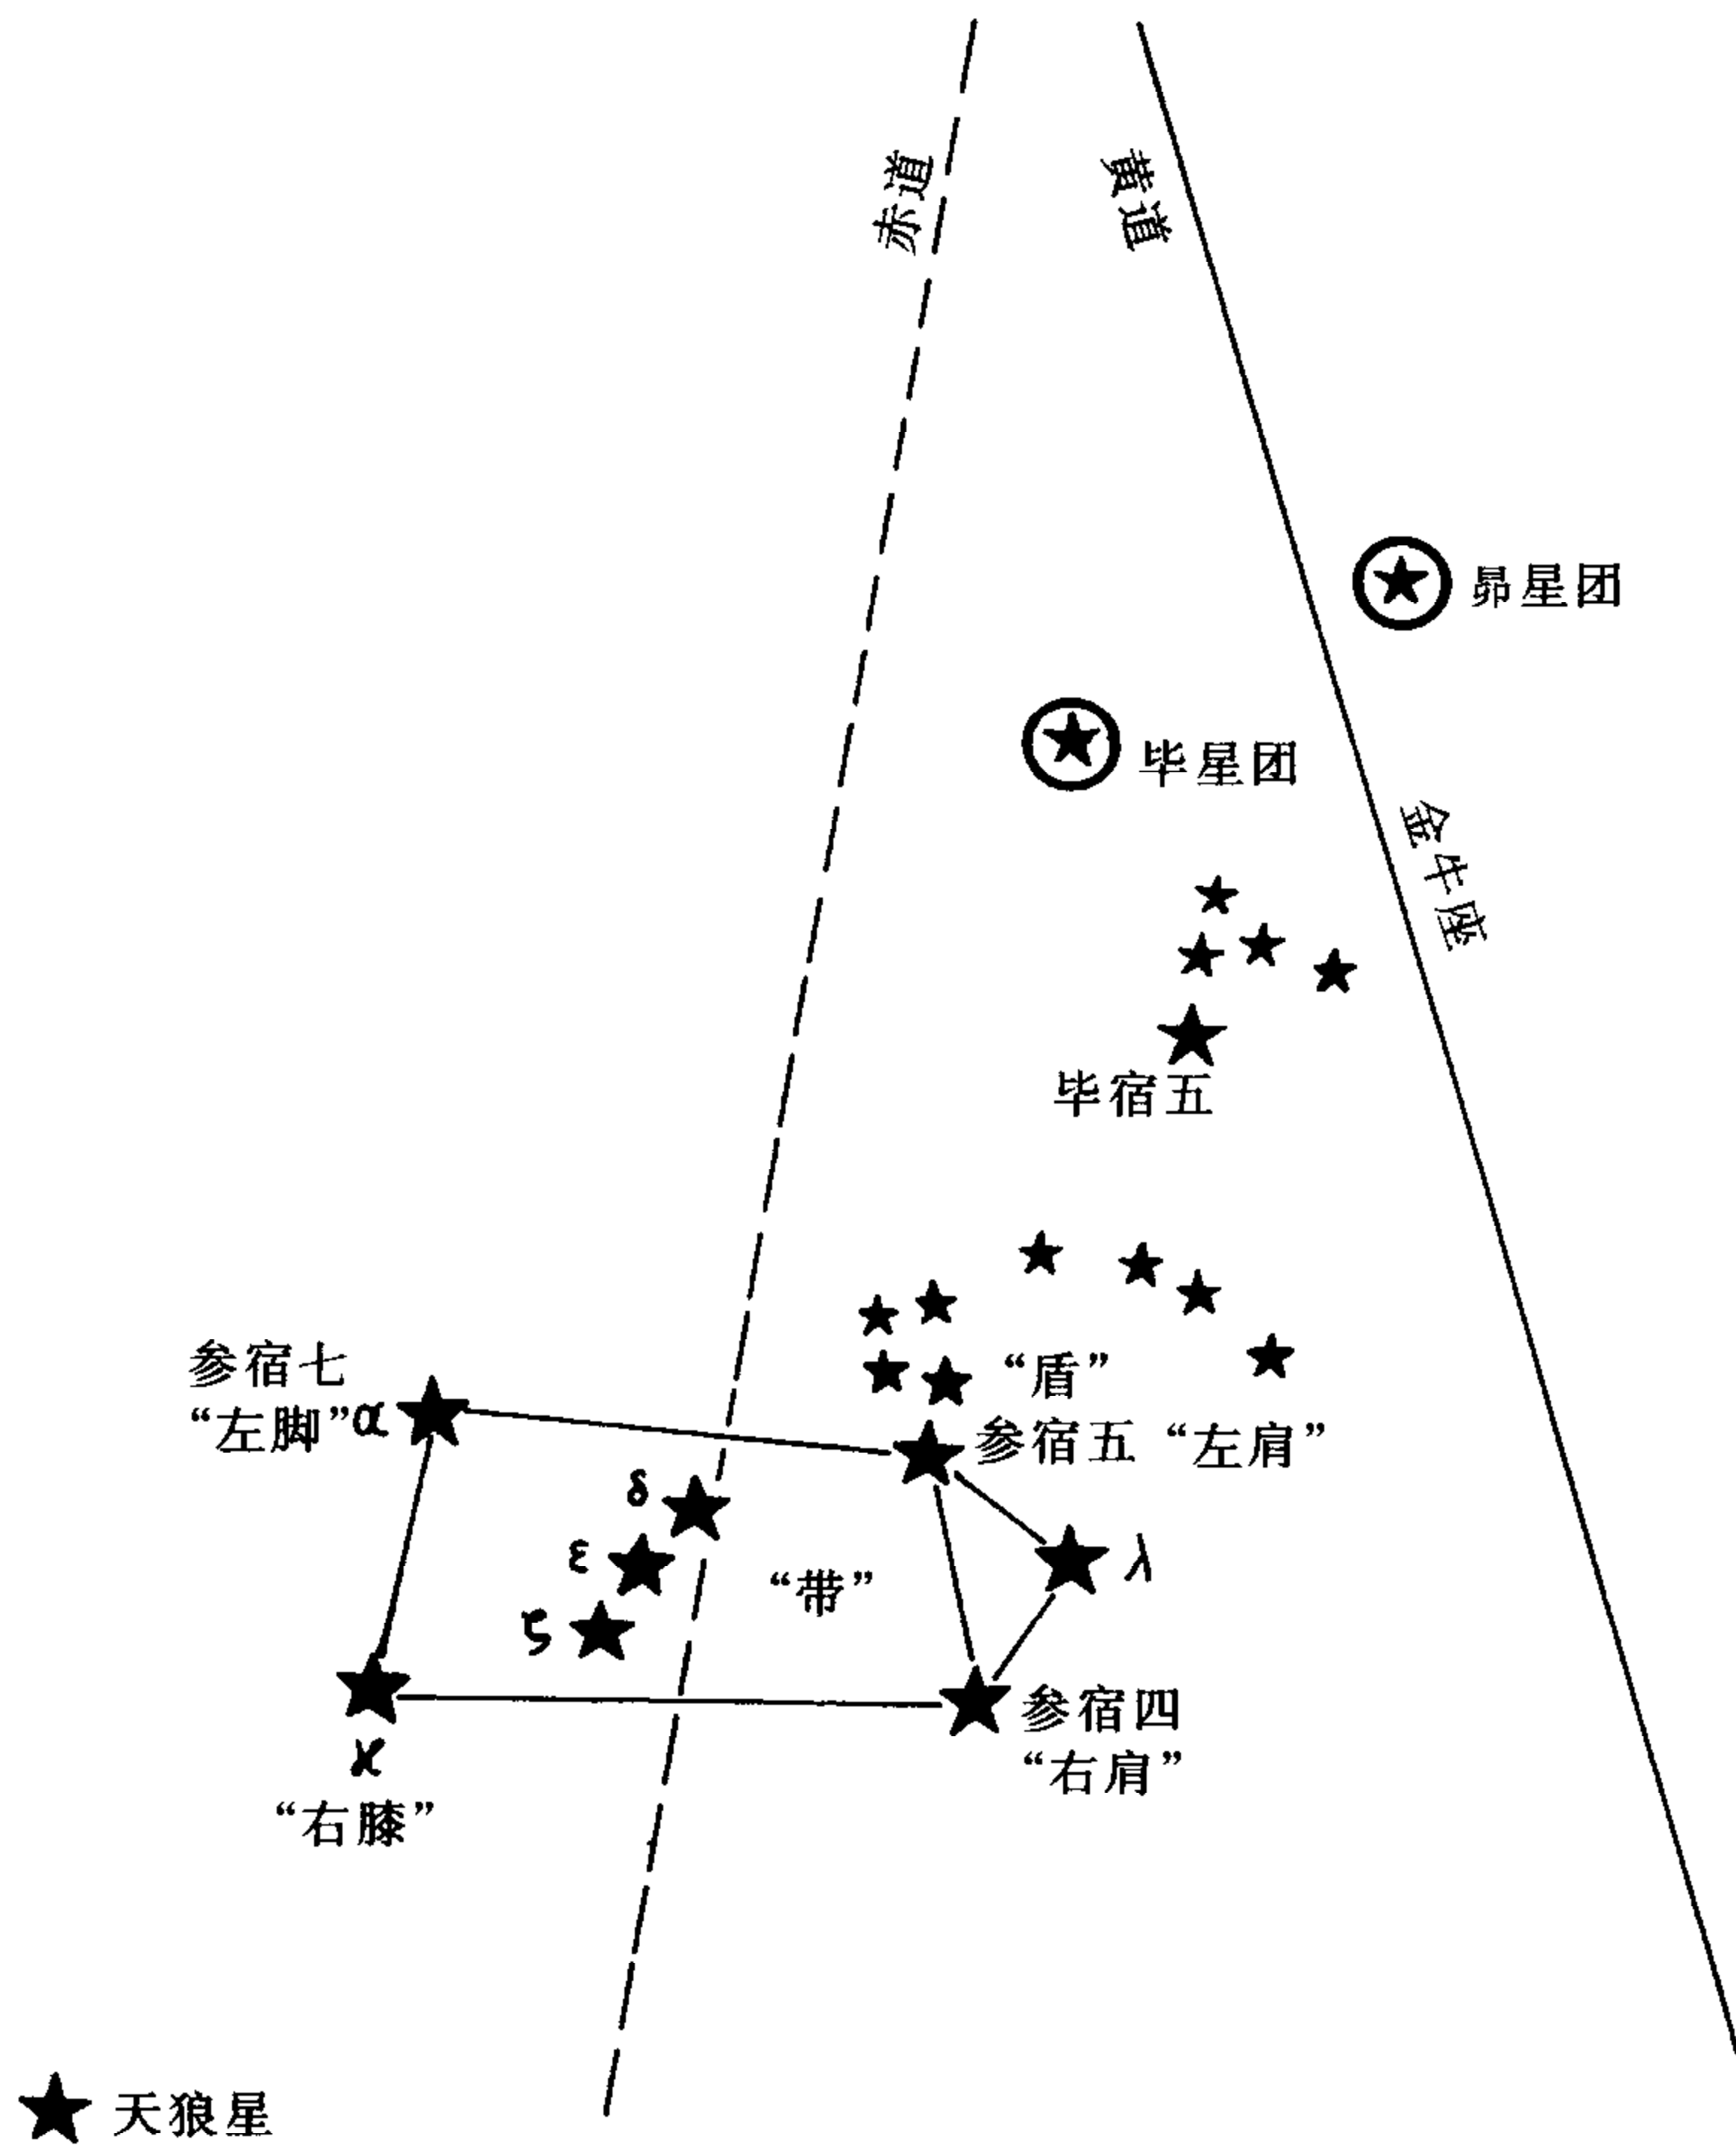 赤道
黄道
昴星团
毕星团
金牛座
毕宿五
参宿七
“左脚”α
“盾”
参宿五 “左肩”
δ
ε
“带”
λ
ζ
参宿四
“右肩”
κ
“右膝”
天狼星